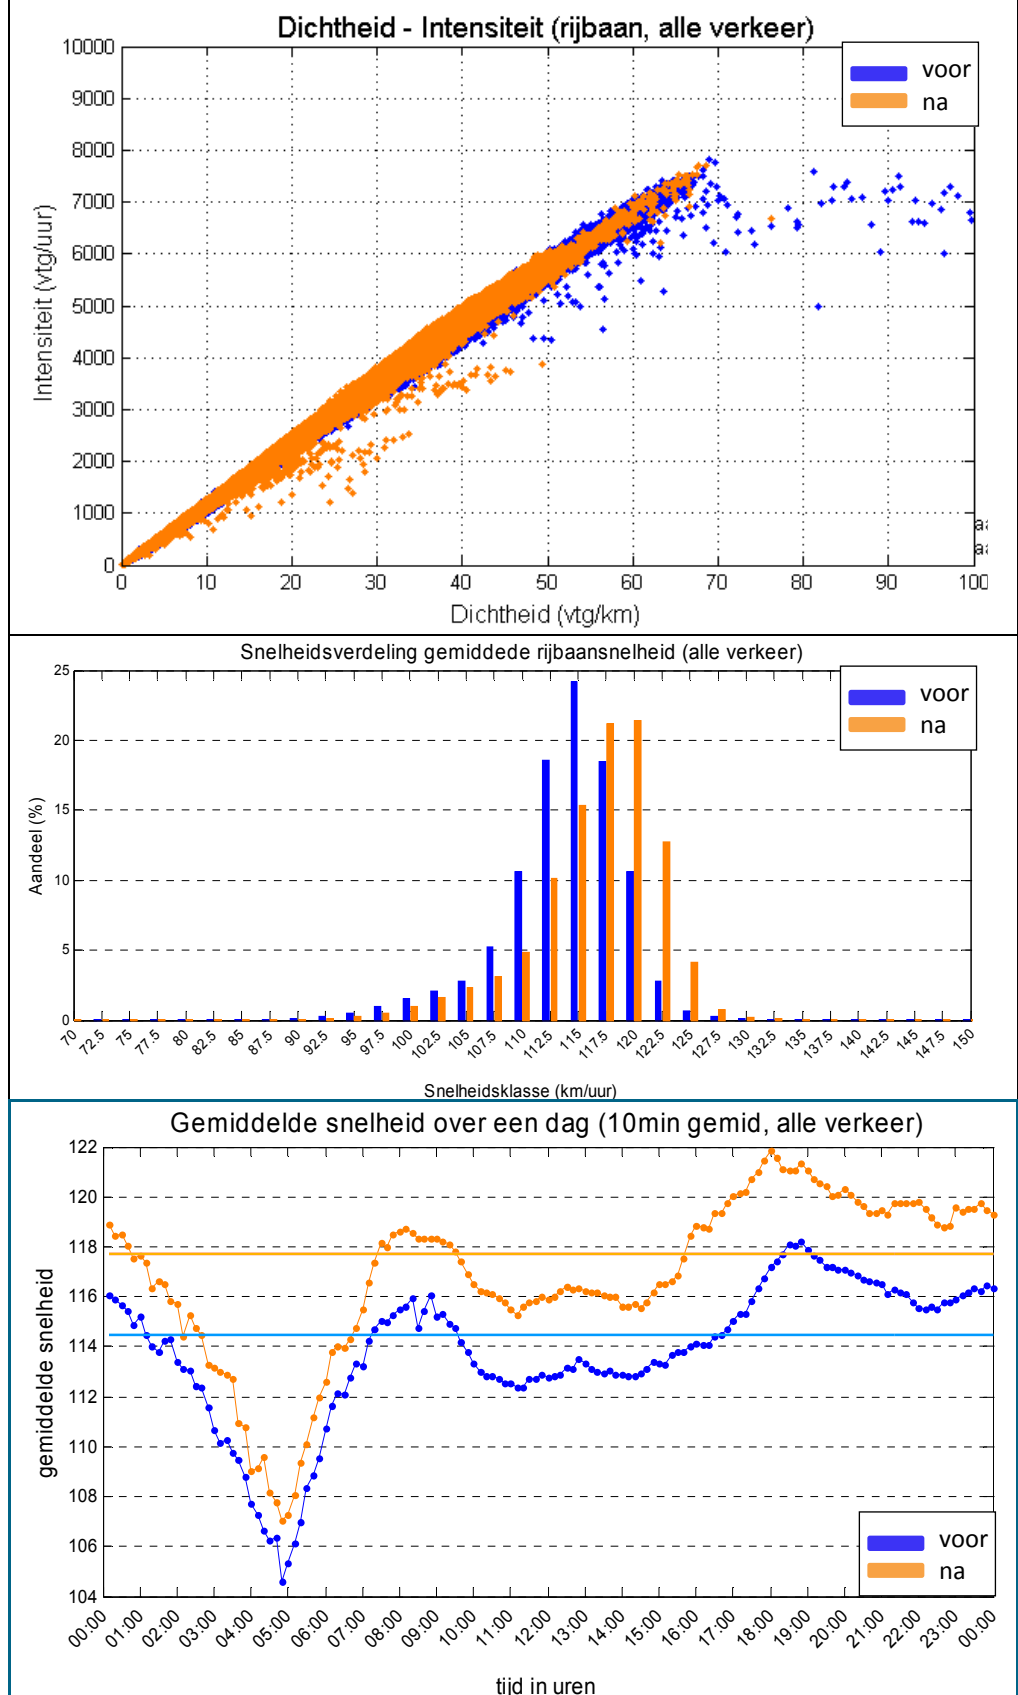 Dichtheid - Intensiteit (rijbaan, alle verkeer)
voor
na
10000
9000
8000
7000
6000
5000
4000
3000
2000
1000
0
Intensiteit (vtg/uur)
0 10 20 30 40 50 60 70 80 90 100
Dichtheid (vtg/km)
Snelheidsverdeling gemiddede rijbaansnelheid (alle verkeer)
voor
na
25
20
15
10
5
0
Aandeel (%)
70 72.5 75 77.5 80 82.5 85 87.5 90 92.5 95 97.5 100 102.5 105 107.5 110 112.5 115 117.5 120 122.5 125 127.5 130 132.5 135 137.5 140 142.5 145 147.5 150
Snelheidsklasse (km/uur)
Gemiddelde snelheid over een dag (10min gemid, alle verkeer)
122
120
118
116
114
112
110
108
106
104
gemiddelde snelheid
voor
na
00:00 01:00 02:00 03:00 04:00 05:00 06:00 07:00 08:00 09:00 10:00 11:00 12:00 13:00 14:00 15:00 16:00 17:00 18:00 19:00 20:00 21:00 22:00 23:00 00:00
tijd in uren